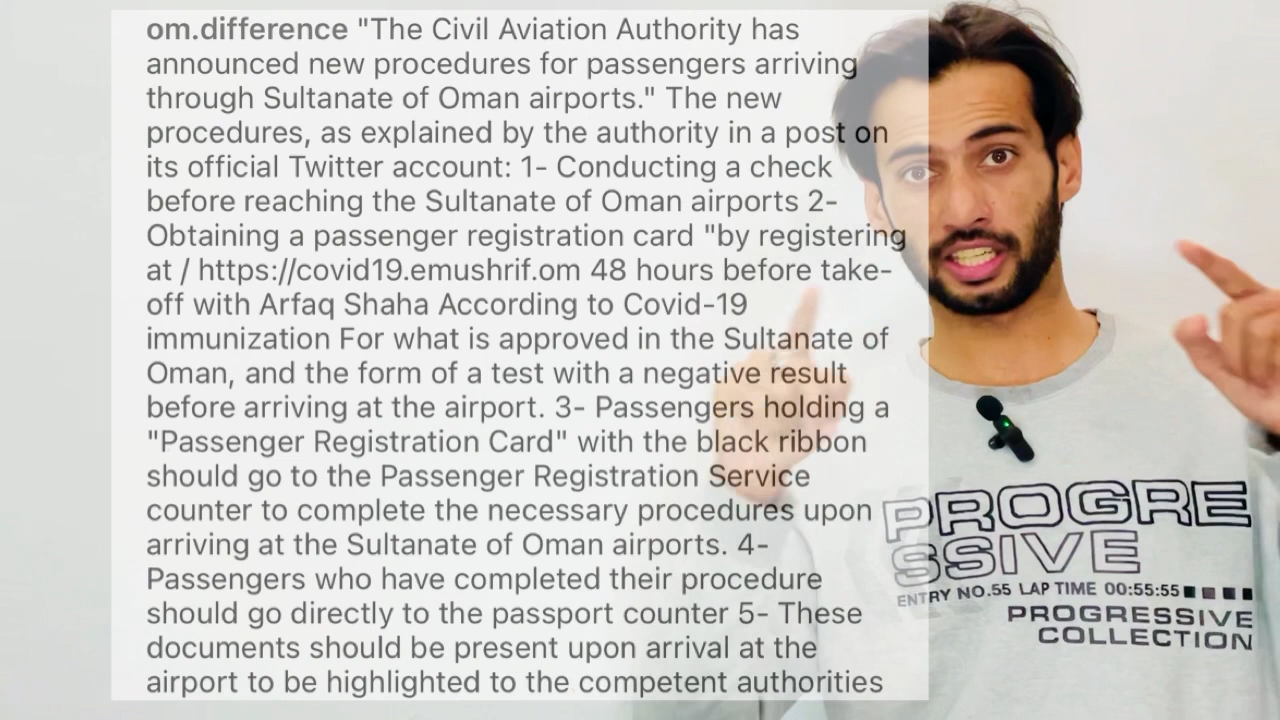 om.difference "The Civil Aviation Authority has
announced new procedures for passengers arriving
through Sultanate of Oman airports." The new
procedures, as explained by the authority in a post on
its official Twitter account: 1- Conducting a check
before reaching the Sultanate of Oman airports 2-
Obtaining a passenger registration card "by registering
at / https://covid19.emushrif.om 48 hours before take-
off with Arfaq Shaha According to Covid-19
immunization For what is approved in the Sultanate of
Oman, and the form of a test with a negative result
before arriving at the airport. 3- Passengers holding a
"Passenger Registration Card" with the black ribbon
should go to the Passenger Registration Service
counter to complete the necessary procedures upon
arriving at the Sultanate of Oman airports. 4-
Passengers who have completed their procedure
should go directly to the passport counter 5- These
documents should be present upon arrival at the
airport to be highlighted to the competent authorities
PROGRE
SSIVE
ENTRY NO.55 LAP TIME 00:55:55
PROGRESSIVE
COLLECTION